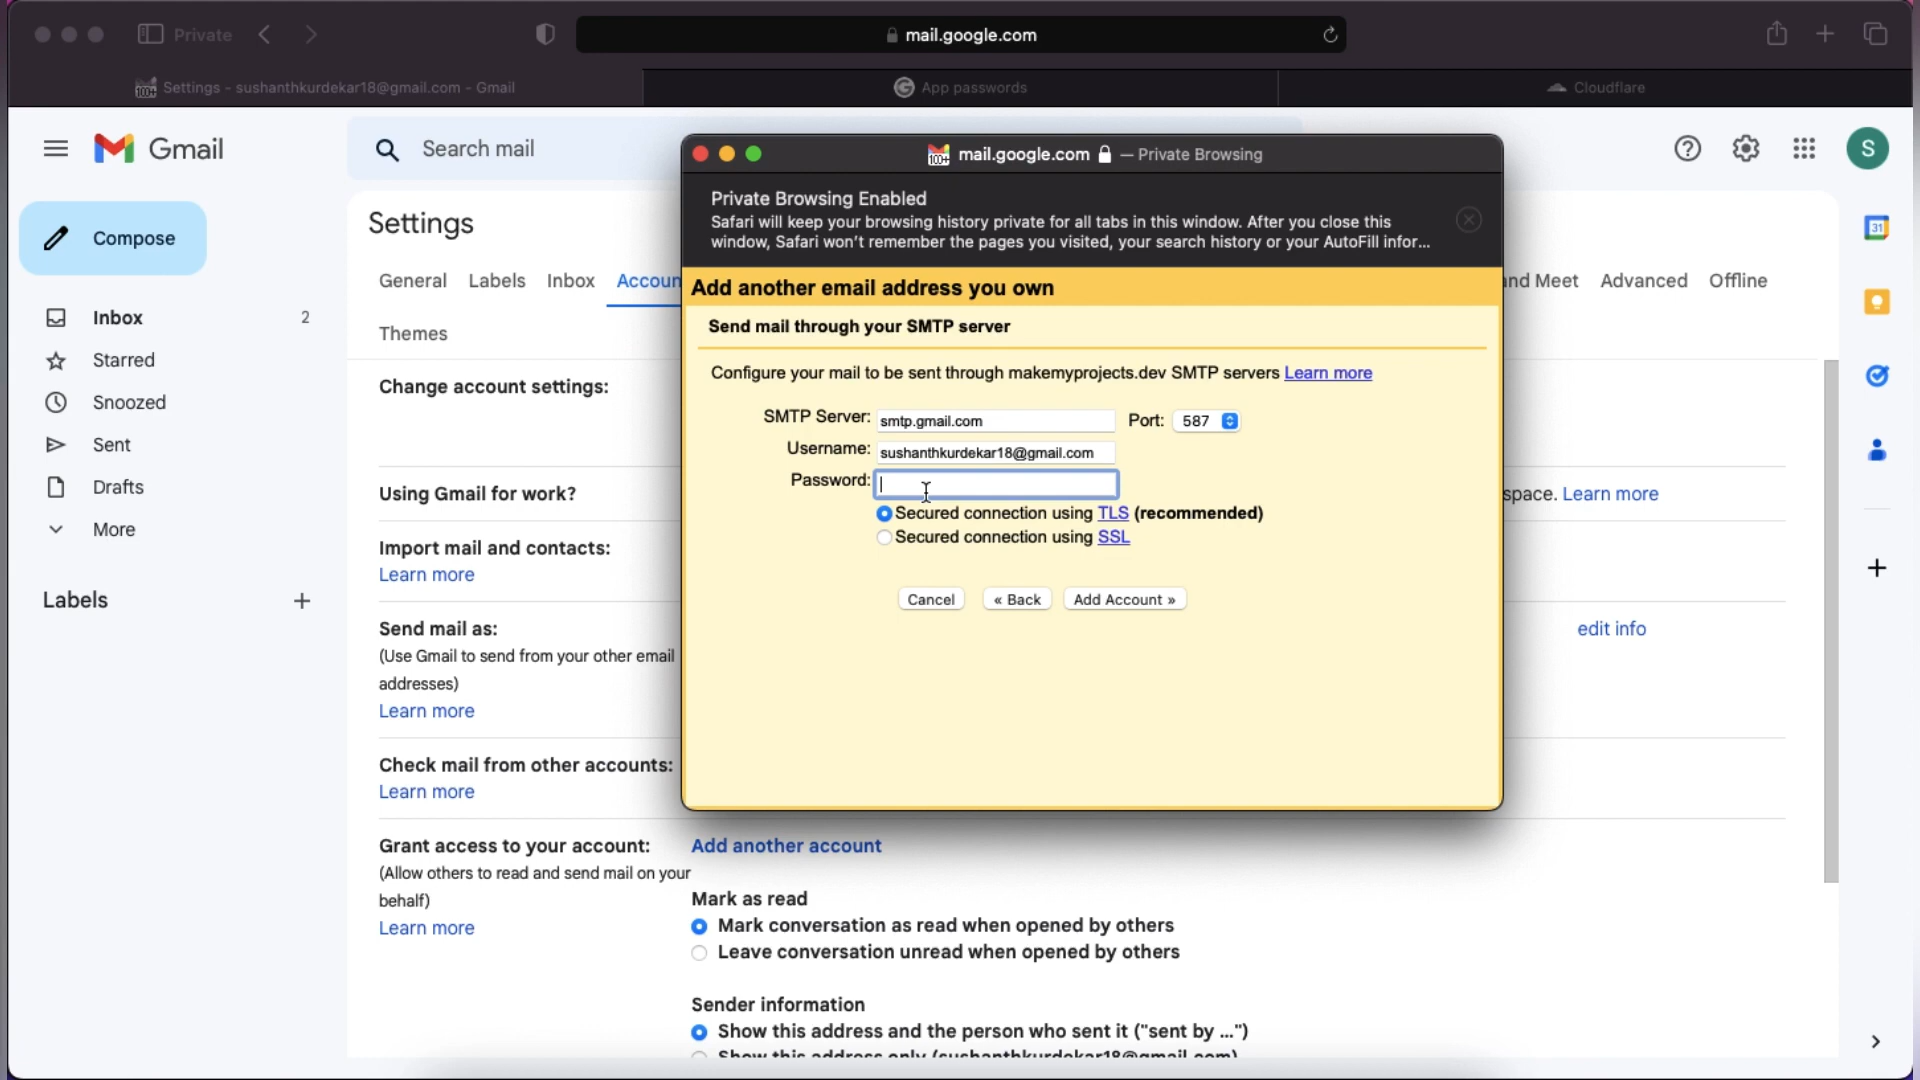 Private
mail.google.com
100+
Settings - sushanthkurdekar18@gmail.com - Gmail
App passwords
Cloudflare
Gmail
Search mail
S
Compose
Inbox 2
Starred
Snoozed
Sent
Drafts
More
Labels
Settings
General Labels Inbox Accoun
nd Meet Advanced Offline
Themes
Change account settings:
Using Gmail for work?
space. Learn more
Import mail and contacts:
Learn more
Send mail as:
(Use Gmail to send from your other email
addresses)
Learn more
edit info
Check mail from other accounts:
Learn more
Grant access to your account:
(Allow others to read and send mail on your
behalf)
Learn more
Add another account
Mark as read
Mark conversation as read when opened by others
Leave conversation unread when opened by others
Sender information
Show this address and the person who sent it ("sent by ...")
Show this address only (sushanthkurdekar18@gmail.com)
100+ mail.google.com — Private Browsing
Private Browsing Enabled
Safari will keep your browsing history private for all tabs in this window. After you close this
window, Safari won't remember the pages you visited, your search history or your AutoFill infor...
Add another email address you own
Send mail through your SMTP server
Configure your mail to be sent through makemyprojects.dev SMTP servers Learn more
SMTP Server: smtp.gmail.com Port: 587
Username: sushanthkurdekar18@gmail.com
Password:
Secured connection using TLS (recommended)
Secured connection using SSL
Cancel « Back Add Account »
31